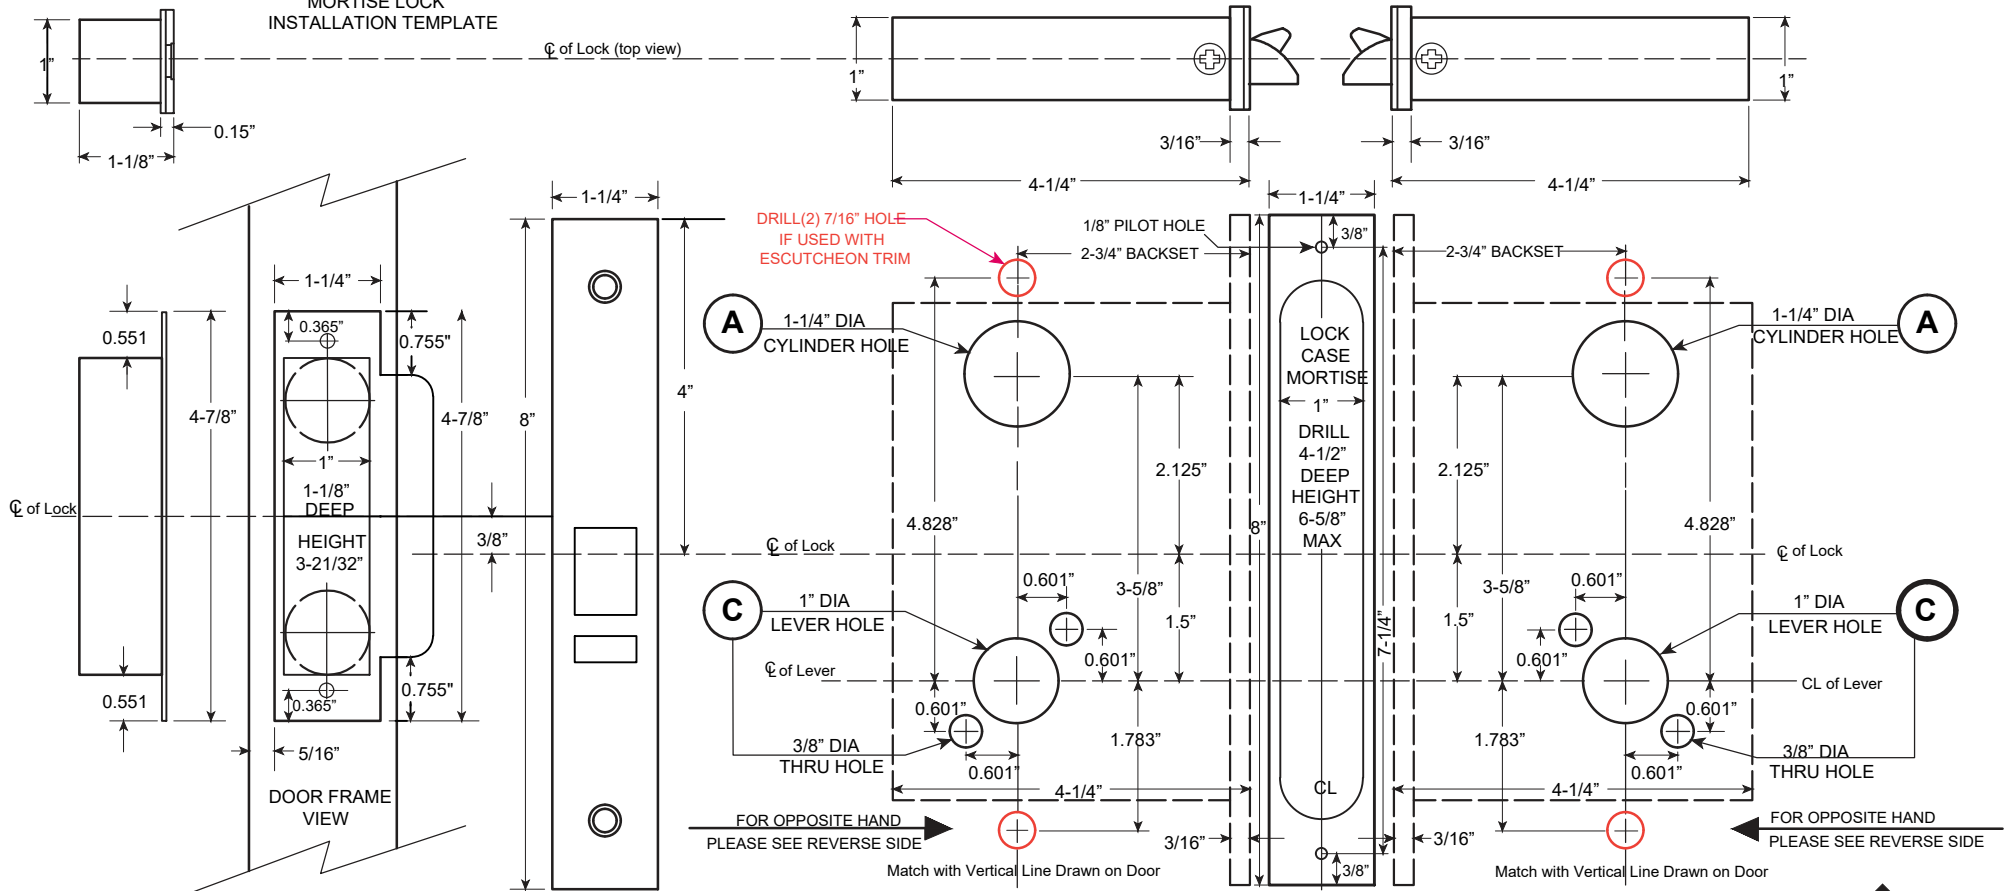 MORTISE LOCK
INSTALLATION TEMPLATE
℄ of Lock (top view)
1”
1”
1”
0.15”
1-1/8”
3/16”
3/16”
4-1/4”
1-1/4”
4-1/4”
1-1/4”
DRILL(2) 7/16” HOLE
IF USED WITH
ESCUTCHEON TRIM
1/8” PILOT HOLE
3/8”
2-3/4” BACKSET
2-3/4” BACKSET
1-1/4”
0.551
0.365”
0.755"
A
1-1/4” DIA
CYLINDER HOLE
LOCK
CASE
MORTISE
1”
DRILL
4-1/2”
DEEP
HEIGHT
6-5/8”
MAX
1-1/4” DIA
CYLINDER HOLE
A
4-7/8”
4-7/8”
8”
4”
1”
1-1/8”
DEEP
HEIGHT
3-21/32”
℄ of Lock
3/8”
2.125”
2.125”
4.828”
8”
4.828”
℄ of Lock
℄ of Lock
0.601”
3-5/8”
3-5/8”
0.601”
C
1” DIA
LEVER HOLE
1.5”
7-1/4”
1.5”
1” DIA
LEVER HOLE
C
0.601”
0.601”
℄ of Lever
CL of Lever
0.551
0.365”
0.755"
0.601”
0.601”
5/16”
3/8” DIA
THRU HOLE
1.783”
1.783”
3/8” DIA
THRU HOLE
0.601”
0.601”
DOOR FRAME
VIEW
4-1/4”
CL
4-1/4”
FOR OPPOSITE HAND
PLEASE SEE REVERSE SIDE
3/16”
3/16”
FOR OPPOSITE HAND
PLEASE SEE REVERSE SIDE
Match with Vertical Line Drawn on Door
3/8”
Match with Vertical Line Drawn on Door